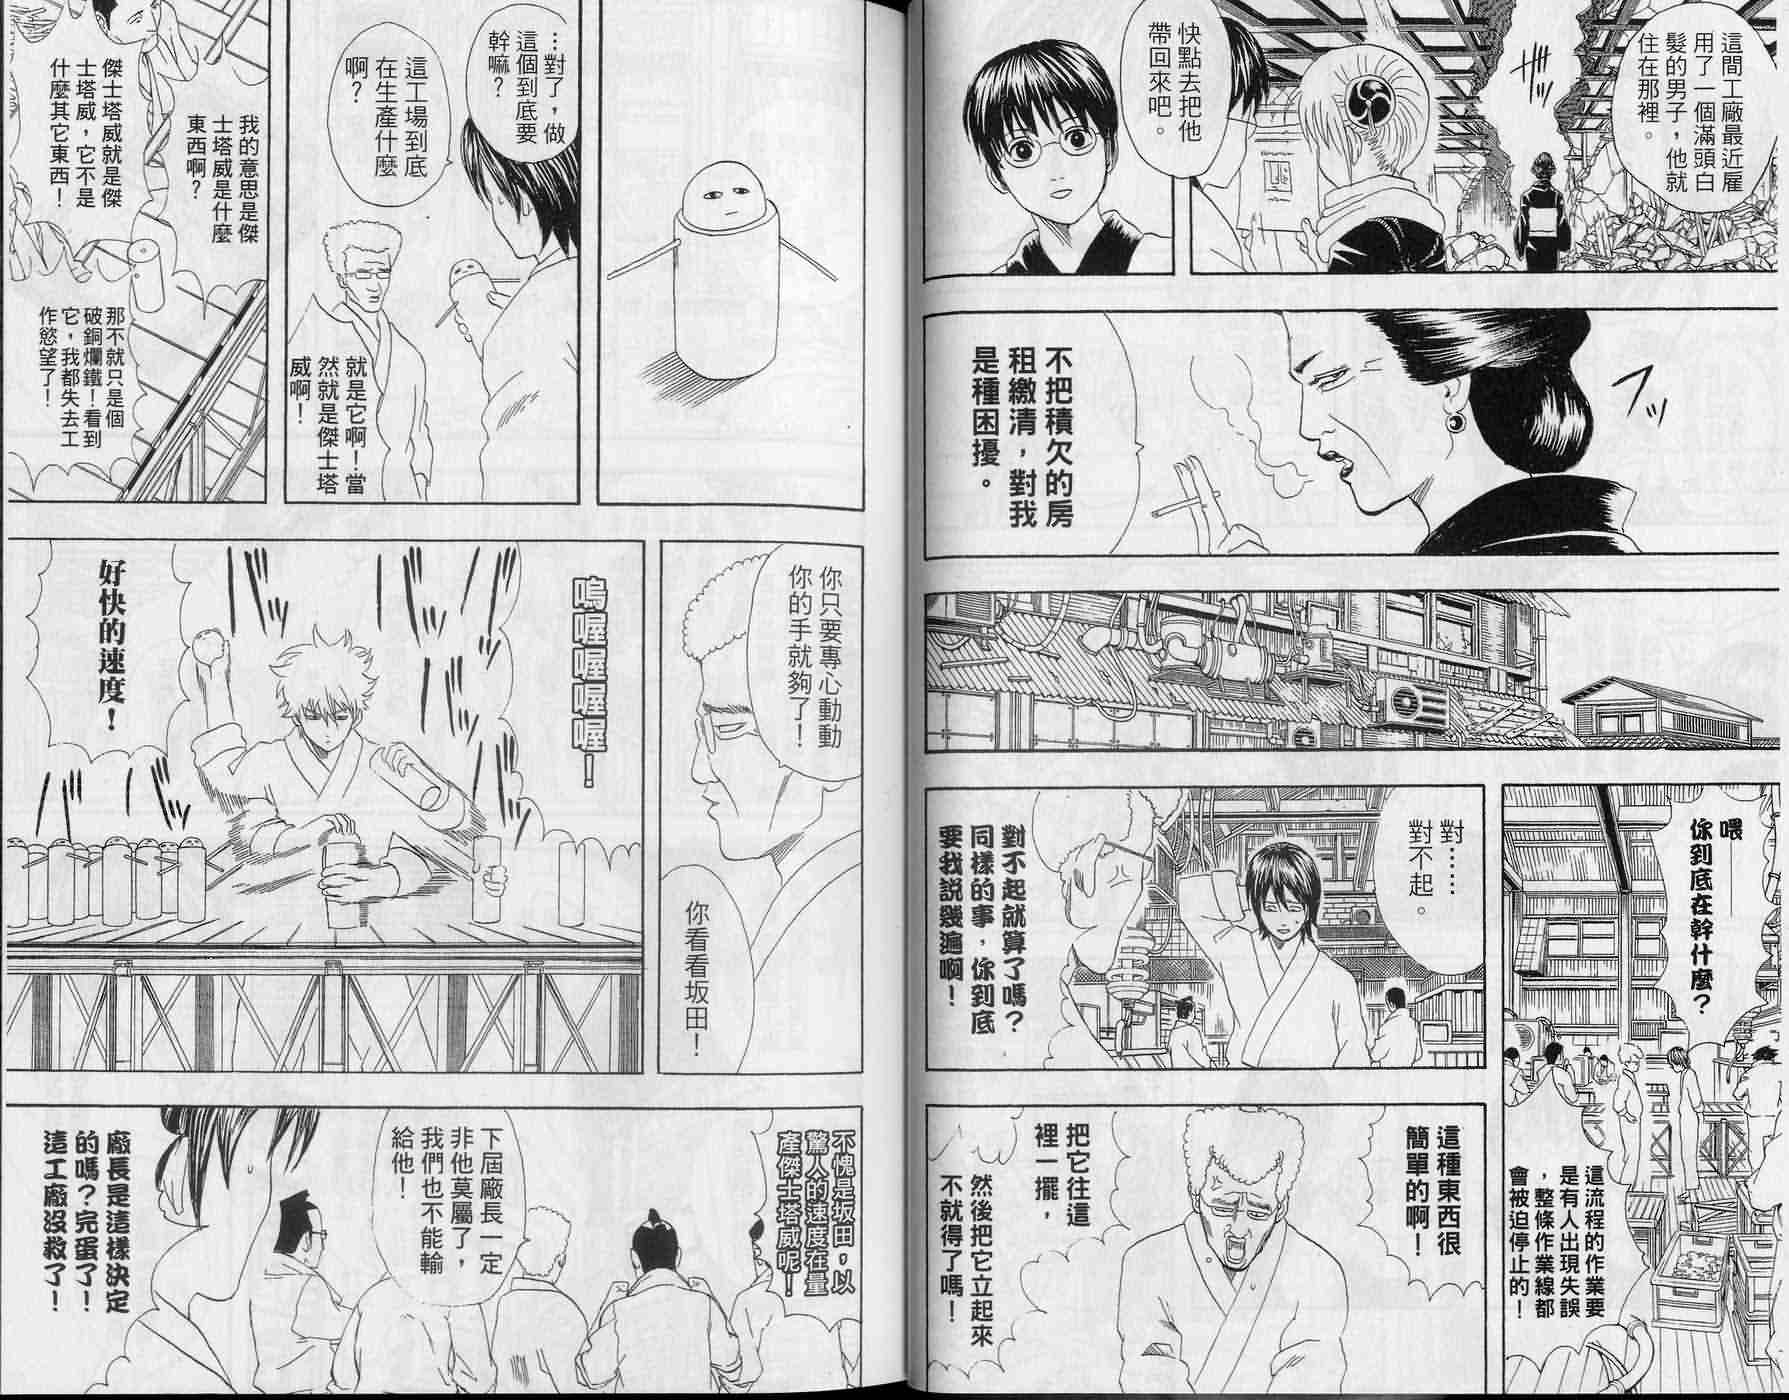 這間工廠最近雇
用了一個滿頭白
髮的男子，他就
住在那裡。
快點去把他
帶回來吧。
不把積欠的房
租繳清，對我
是種困擾。
フッ
喂——
你到底在幹什麼？
這流程的作業要
是有人出現失誤
，整條作業線都
會被迫停止的！
對……
對不起。
對不起就算了嗎？
同樣的事，你到底
要我説幾遍啊！
這種東西很
簡單的啊！
把它往這
裡一擺，
然後把它立起來
不就得了嗎！
…對了，做
這個到底要
幹嘛？
這工場到底
在生產什麼
啊？
就是它啊！當
然就是傑士塔
威啊！
我的意思是傑
士塔威是什麼
東西啊？
傑士塔威就是傑
士塔威，它不是
什麼其它東西！
那不就只是個
破銅爛鐵！看到
它，我都失去工
作慾望了！
你只要專心動動
你的手就夠了！
你看看坂田！
嗚喔喔喔喔！
好快的速度！
不愧是坂田，以
驚人的速度在量
產傑士塔威呢！
下屆廠長一定
非他莫屬了，
我們也不能輸
給他！
廠長是這樣決定
的嗎？完蛋了！
這工廠沒救了！